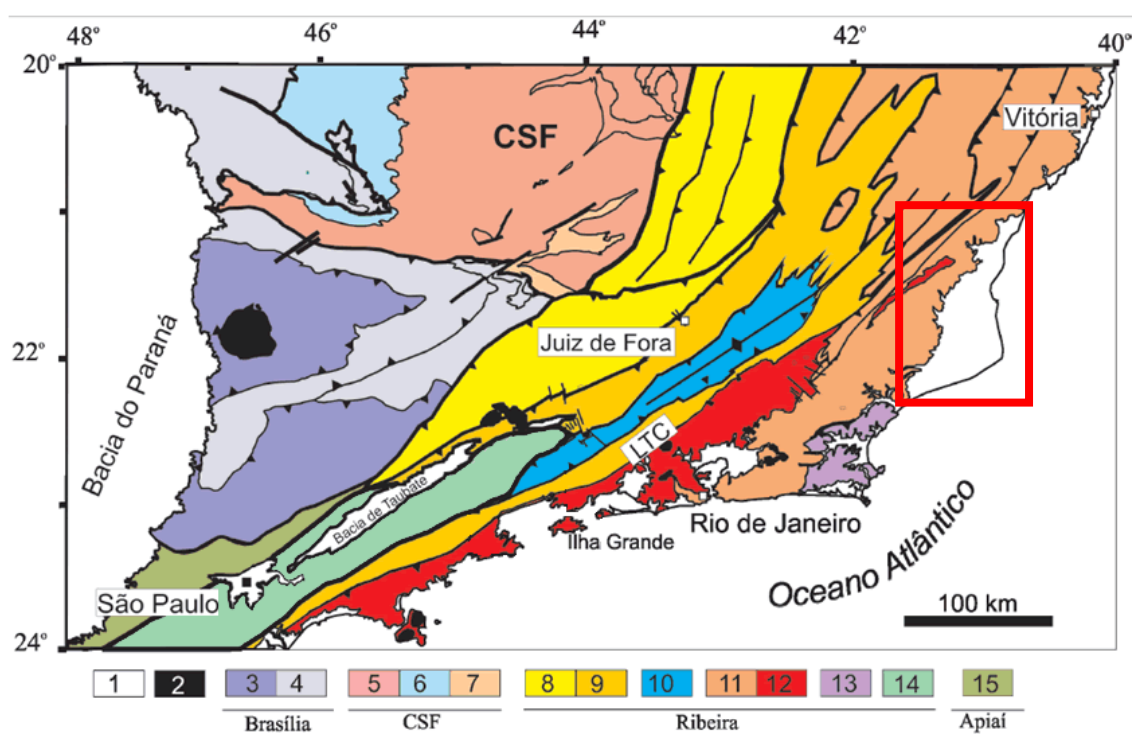 48° 46° 44° 42° 40°
20°
Vitória
CSF
Juiz de Fora
22°
Bacia do Paraná
LTC
Bacia de Taubate
Rio de Janeiro
Ilha Grande
Oceano Atlântico
São Paulo
100 km
24°
1 2 3 4 5 6 7 8 9 10 11 12 13 14 15
Brasília CSF Ribeira Apiaí